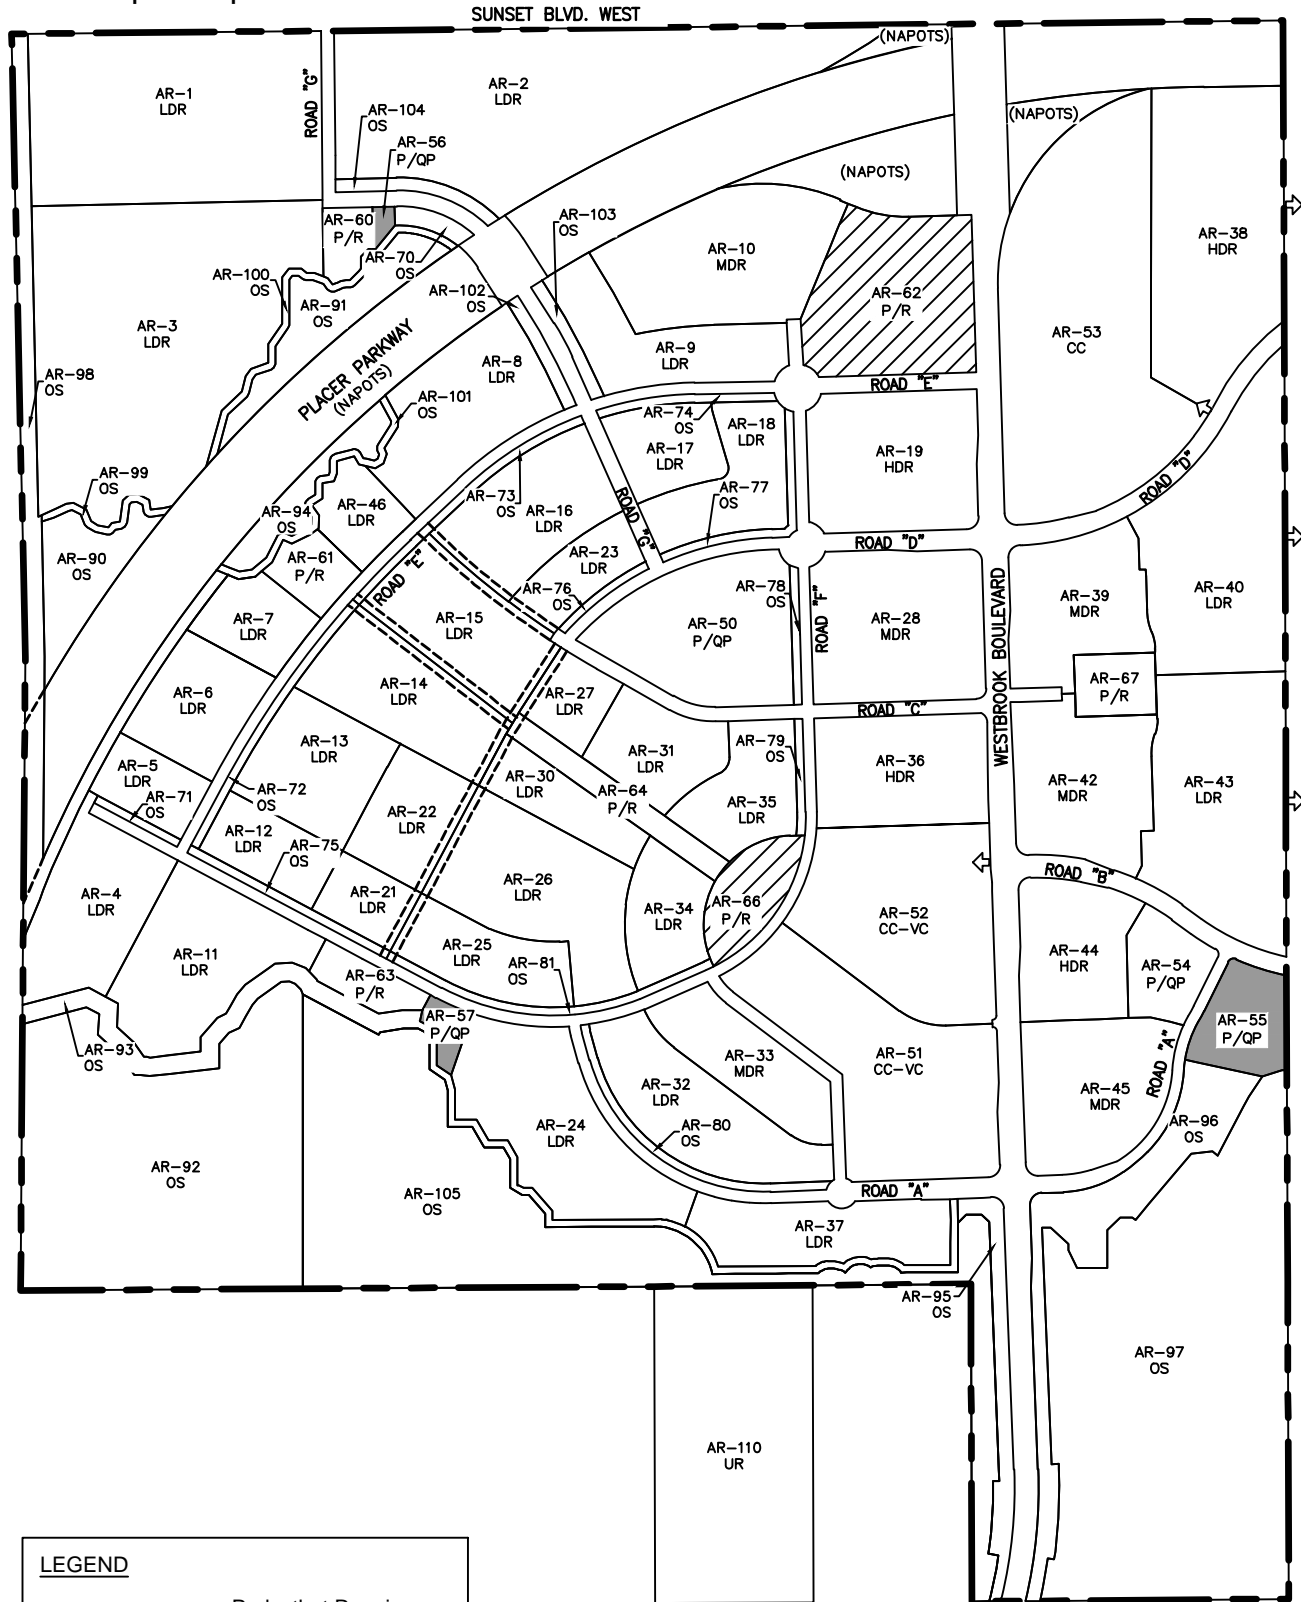 SUNSET BLVD. WEST
(NAPOTS)
AR-1
LDR
ROAD "G"
AR-2
LDR
AR-104
OS
AR-56
P/QP
(NAPOTS)
(NAPOTS)
AR-60
P/R
AR-103
OS
AR-38
HDR
AR-10
MDR
AR-70
OS
AR-100
OS
AR-102
OS
AR-62
P/R
AR-91
OS
AR-3
LDR
AR-53
CC
PLACER PARKWAY
(NAPOTS)
AR-8
LDR
AR-9
LDR
AR-98
OS
ROAD "E"
AR-101
OS
AR-74
OS
AR-18
LDR
AR-17
LDR
AR-19
HDR
AR-99
OS
ROAD "D"
AR-73
OS
AR-77
OS
AR-46
LDR
AR-16
LDR
ROAD "G"
AR-94
OS
ROAD "D"
AR-90
OS
AR-61
P/R
AR-23
LDR
ROAD "E"
AR-76
OS
AR-78
OS
AR-39
MDR
AR-40
LDR
AR-7
LDR
AR-15
LDR
AR-50
P/QP
ROAD "F"
AR-28
MDR
WESTBROOK BOULEVARD
AR-67
P/R
AR-6
LDR
AR-14
LDR
AR-27
LDR
ROAD "C"
AR-13
LDR
AR-31
LDR
AR-79
OS
AR-36
HDR
AR-5
LDR
AR-72
OS
AR-30
LDR
AR-64
P/R
AR-42
MDR
AR-43
LDR
AR-71
OS
AR-22
LDR
AR-35
LDR
AR-12
LDR
AR-75
OS
ROAD "B"
AR-4
LDR
AR-21
LDR
AR-26
LDR
AR-66
P/R
AR-34
LDR
AR-52
CC-VC
AR-11
LDR
AR-25
LDR
AR-44
HDR
AR-54
P/QP
AR-63
P/R
AR-81
OS
AR-57
P/QP
AR-55
P/QP
AR-93
OS
AR-33
MDR
AR-51
CC-VC
ROAD "A"
AR-32
LDR
AR-45
MDR
AR-24
LDR
AR-80
OS
AR-96
OS
AR-92
OS
AR-105
OS
ROAD "A"
AR-37
LDR
AR-95
OS
AR-97
OS
AR-110
UR
LEGEND